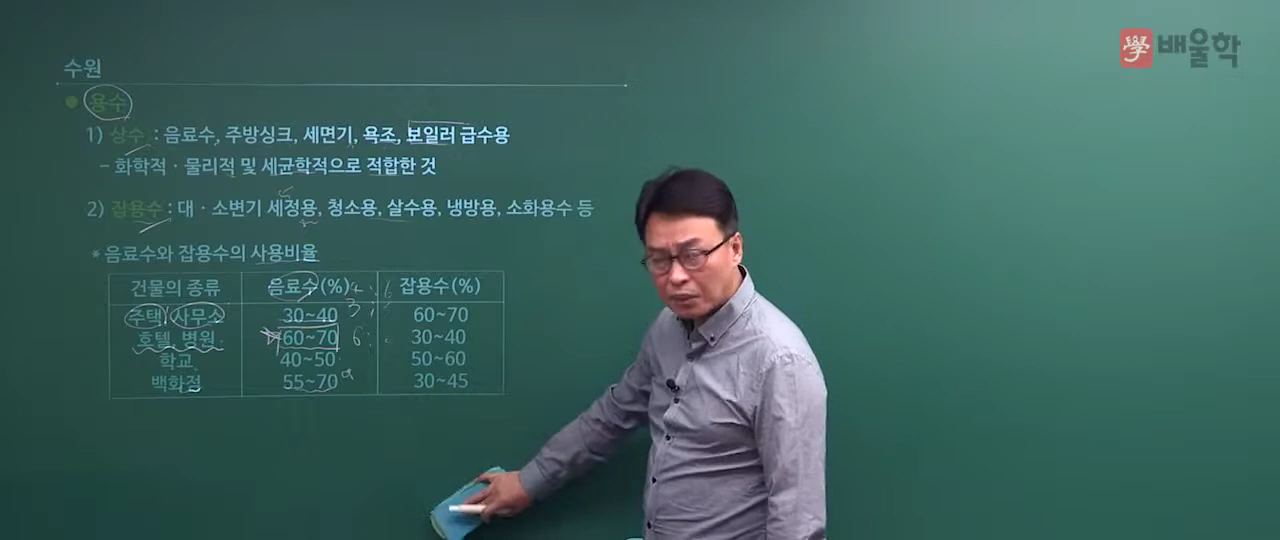 學 배울학
수원
● 용수
1) 상수 : 음료수, 주방싱크, 세면기, 욕조, 보일러 급수용
- 화학적 · 물리적 및 세균학적으로 적합한 것
2) 잡용수 : 대 · 소변기 세정용, 청소용, 살수용, 냉방용, 소화용수 등
* 음료수와 잡용수의 사용비율
건물의 종류 음료수(%) 잡용수(%)
주택, 사무소 30~40 60~70
호텔, 병원 60~70 30~40
학교 40~50 50~60
백화점 55~70 30~45